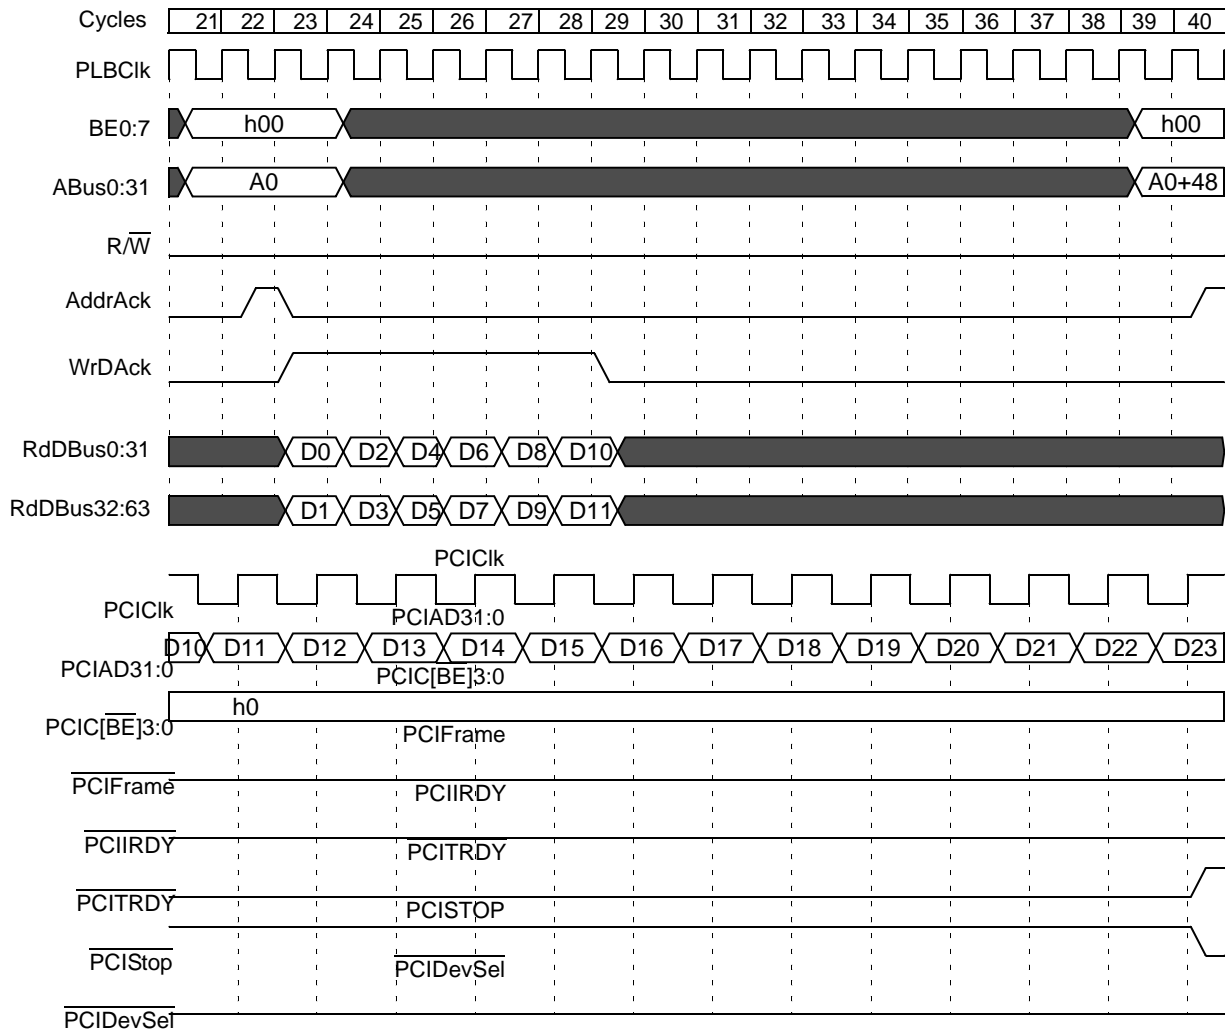 Cycles 21 22 23 24 25 26 27 28 29 30 31 32 33 34 35 36 37 38 39 40
PLBClk
BE0:7 h00 h00
ABus0:31 A0 A0+48
R/W
AddrAck
WrDAck
RdDBus0:31 D0 D2 D4 D6 D8 D10
RdDBus32:63 D1 D3 D5 D7 D9 D11
PCIClk
PCIClk
PCIAD31:0
D10 D11 D12 D13 D14 D15 D16 D17 D18 D19 D20 D21 D22 D23
PCIAD31:0
PCIC[BE]3:0
h0
PCIC[BE]3:0
PCIFrame
PCIFrame
PCIIRDY
PCIIRDY
PCITRDY
PCITRDY
PCISTOP
PCIStop
PCIDevSel
PCIDevSel